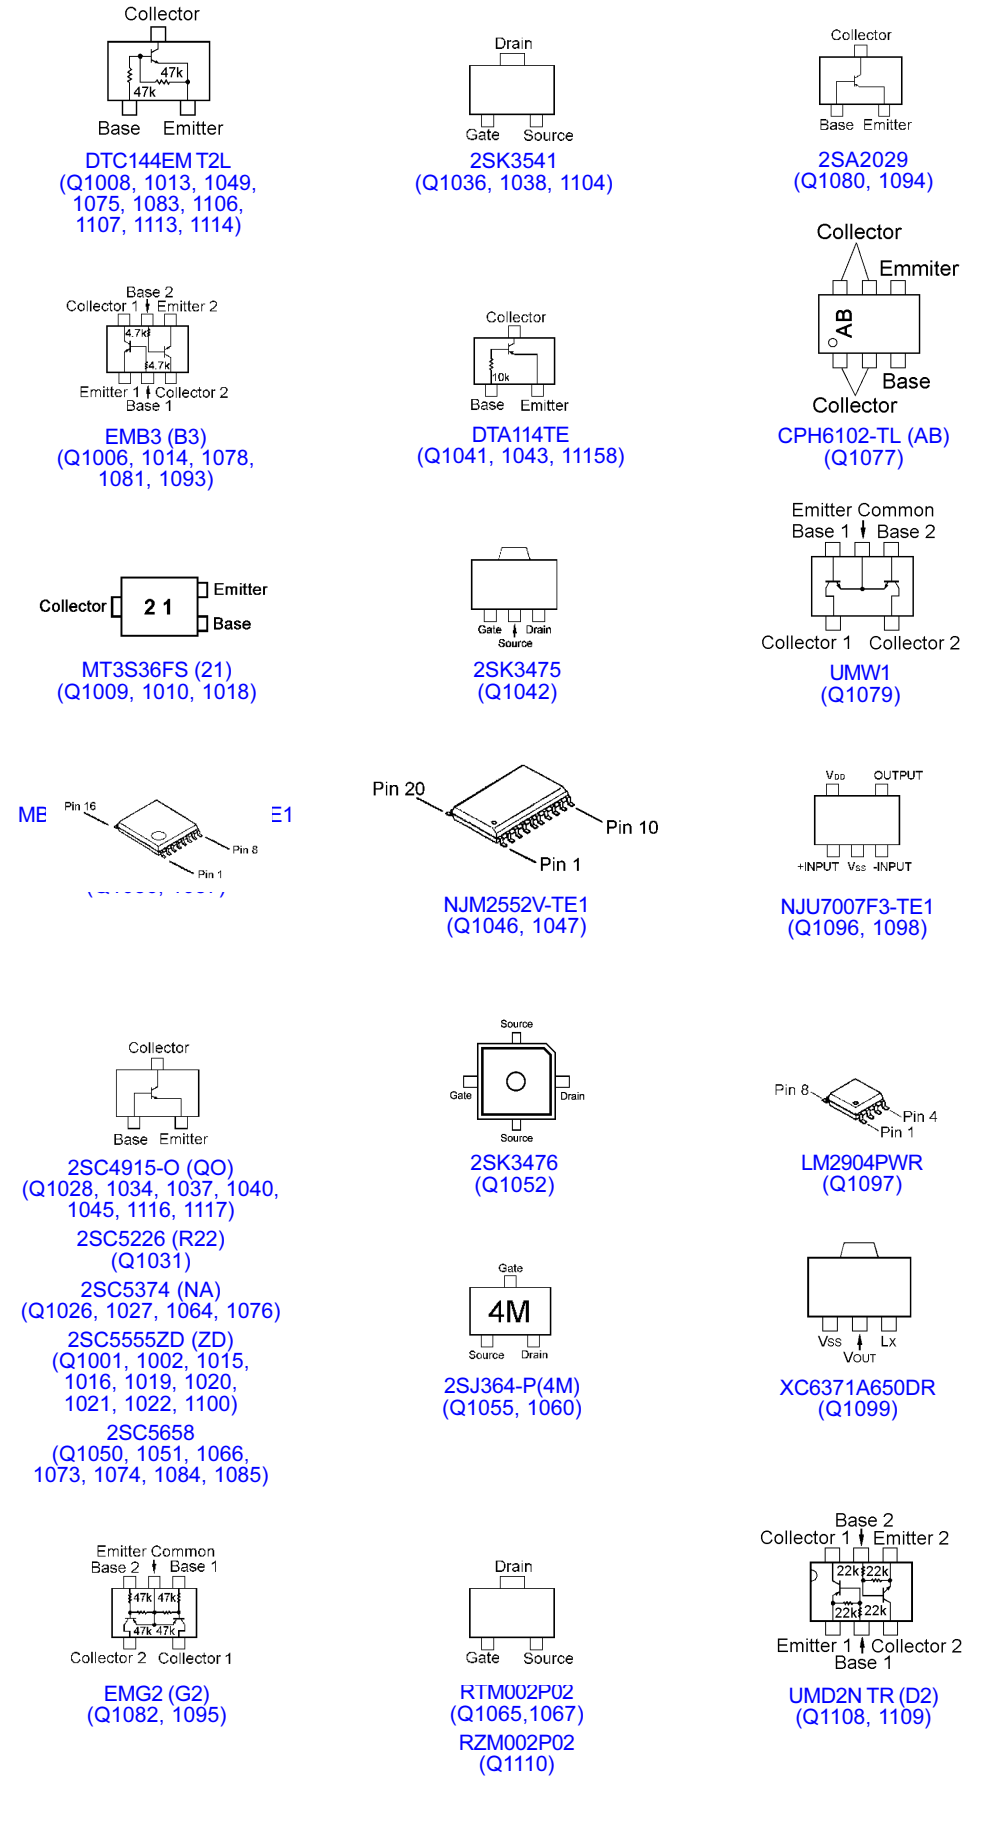 Collector
47k
47k
Base Emitter
DTC144EM T2L
(Q1008, 1013, 1049,
1075, 1083, 1106,
1107, 1113, 1114)
Drain
Gate Source
2SK3541
(Q1036, 1038, 1104)
Collector
Base Emitter
2SA2029
(Q1080, 1094)
Base 2
Collector 1 Emitter 2
4.7k
4.7k
Emitter 1 Collector 2
Base 1
EMB3 (B3)
(Q1006, 1014, 1078,
1081, 1093)
Collector
10k
Base Emitter
DTA114TE
(Q1041, 1043, 11158)
Collector
Emmiter
AB
Base
Collector
CPH6102-TL (AB)
(Q1077)
Emitter
Collector 2 1
Base
MT3S36FS (21)
(Q1009, 1010, 1018)
Gate Drain
Source
2SK3475
(Q1042)
Emitter Common
Base 1 Base 2
Collector 1 Collector 2
UMW1
(Q1079)
Pin 16
MB E1
Pin 8
Pin 1
Pin 20
Pin 10
Pin 1
NJM2552V-TE1
(Q1046, 1047)
VDD OUTPUT
+INPUT VSS -INPUT
NJU7007F3-TE1
(Q1096, 1098)
Collector
Base Emitter
2SC4915-O (QO)
(Q1028, 1034, 1037, 1040,
1045, 1116, 1117)
2SC5226 (R22)
(Q1031)
2SC5374 (NA)
(Q1026, 1027, 1064, 1076)
2SC5555ZD (ZD)
(Q1001, 1002, 1015,
1016, 1019, 1020,
1021, 1022, 1100)
2SC5658
(Q1050, 1051, 1066,
1073, 1074, 1084, 1085)
Source
Gate Drain
Source
2SK3476
(Q1052)
Pin 8
Pin 4
Pin 1
LM2904PWR
(Q1097)
Gate
4M
Source Drain
2SJ364-P(4M)
(Q1055, 1060)
VSS LX
VOUT
XC6371A650DR
(Q1099)
Emitter Common
Base 2 Base 1
47k 47k
47k 47k
Collector 2 Collector 1
EMG2 (G2)
(Q1082, 1095)
Drain
Gate Source
RTM002P02
(Q1065,1067)
RZM002P02
(Q1110)
Base 2
Collector 1 Emitter 2
22k 22k
22k 22k
Emitter 1 Collector 2
Base 1
UMD2N TR (D2)
(Q1108, 1109)